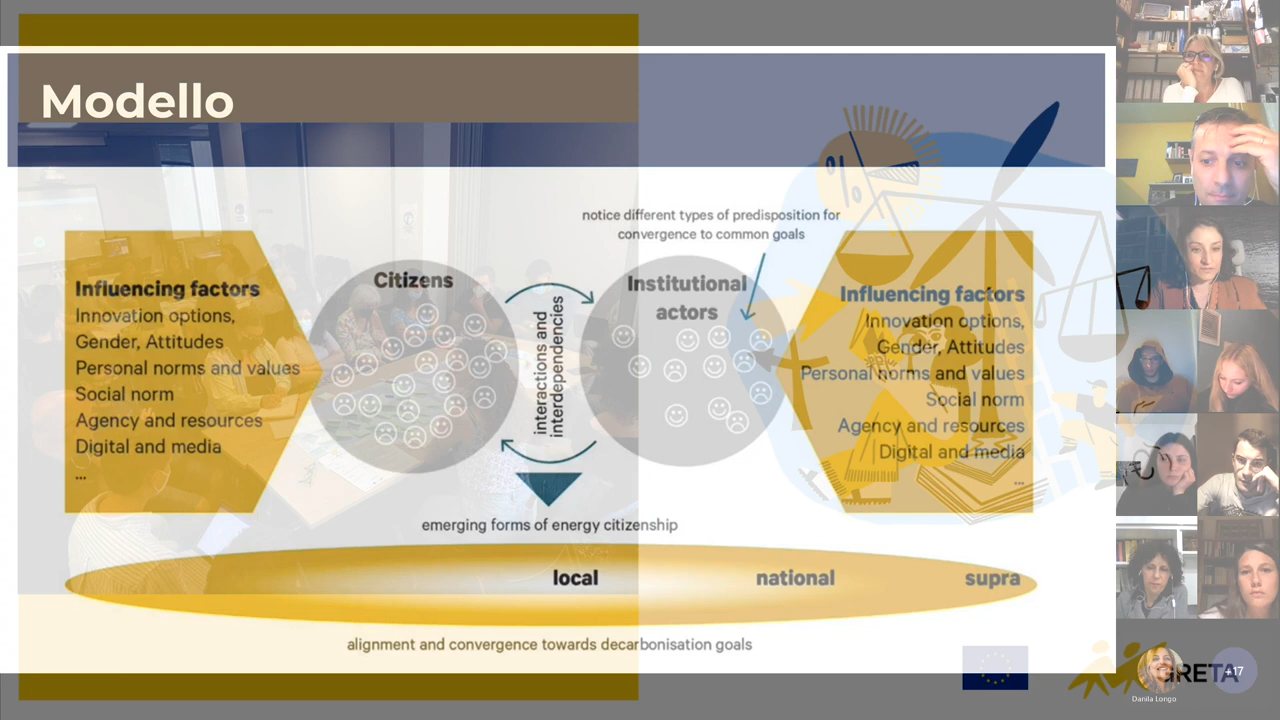 Modello
notice different types of predisposition for
convergence to common goals
Influencing factors
Innovation options,
Gender, Attitudes
Personal norms and values
Social norm
Agency and resources
Digital and media
...
Citizens
interactions and
interdependencies
Institutional
actors
Influencing factors
Innovation options,
Gender, Attitudes
Personal norms and values
Social norm
Agency and resources
Digital and media
...
%
emerging forms of energy citizenship
local
national
supra
alignment and convergence towards decarbonisation goals
GRETA
+17
Danila Longo